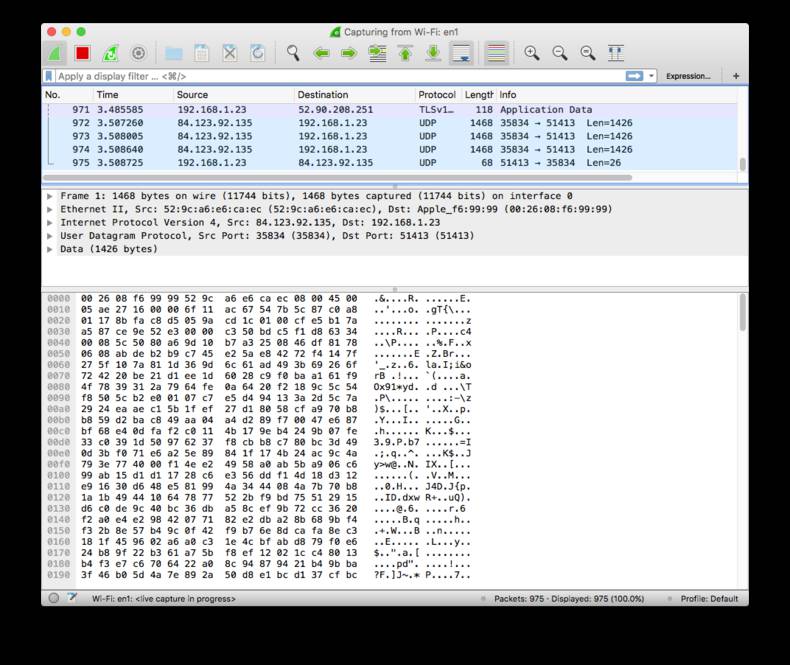 Capturing from Wi-Fi: en1
Apply a display filter ... <⌘/>
Expression...
+
No. Time Source Destination Protocol Length Info
971 3.485585 192.168.1.23 52.90.208.251 TLSv1… 118 Application Data
972 3.507260 84.123.92.135 192.168.1.23 UDP 1468 35834 → 51413 Len=1426
973 3.508005 84.123.92.135 192.168.1.23 UDP 1468 35834 → 51413 Len=1426
974 3.508640 84.123.92.135 192.168.1.23 UDP 1468 35834 → 51413 Len=1426
975 3.508725 192.168.1.23 84.123.92.135 UDP 68 51413 → 35834 Len=26
Frame 1: 1468 bytes on wire (11744 bits), 1468 bytes captured (11744 bits) on interface 0
Ethernet II, Src: 52:9c:a6:e6:ca:ec (52:9c:a6:e6:ca:ec), Dst: Apple_f6:99:99 (00:26:08:f6:99:99)
Internet Protocol Version 4, Src: 84.123.92.135, Dst: 192.168.1.23
User Datagram Protocol, Src Port: 35834 (35834), Dst Port: 51413 (51413)
Data (1426 bytes)
0000 00 26 08 f6 99 99 52 9c a6 e6 ca ec 08 00 45 00 .&....R. ......E.
0010 05 ae 27 16 00 00 6f 11 ac 67 54 7b 5c 87 c0 a8 ..'...o. .gT{\...
0020 01 17 8b fa c8 d5 05 9a cd 1c 01 00 cf e5 b1 7a ........ .......z
0030 a5 87 ce 9e 52 e3 00 00 c3 50 bd c5 f1 d8 63 34 ....R... .P....c4
0040 00 08 5c 50 80 a6 9d 10 b7 a3 25 08 46 df 81 78 ..\P.... ..%.F..x
0050 06 08 ab de b2 b9 c7 45 e2 5a e8 42 72 f4 14 7f .......E .Z.Br...
0060 27 5f 10 7a 81 1d 36 9d 6c 61 ad 49 3b 69 26 6f '_.z..6. la.I;i&o
0070 72 42 20 be 21 d1 ee 1d 60 28 c9 f0 ba a1 61 f9 rB .!... `(....a.
0080 4f 78 39 31 2a 79 64 fe 0a 64 20 f2 18 9c 5c 54 Ox91*yd. .d ...\T
0090 f8 50 5c b2 e0 01 07 c7 e5 d4 94 13 3a 2d 5c 7a .P\..... ....:-\z
00a0 29 24 ea ae c1 5b 1f ef 27 d1 80 58 cf a9 70 b8 )$...[.. '..X..p.
00b0 b8 59 d2 ba c8 49 aa 04 a4 d2 89 f7 00 47 e6 87 .Y...I.. .....G..
00c0 bf 68 e4 0d fa f2 c0 11 4b 17 9e b4 24 9b 07 fe .h...... K...$...
00d0 33 c0 39 1d 50 97 62 37 f8 cb b8 c7 80 bc 3d 49 3.9.P.b7 ......=I
00e0 0d 3b f0 71 e6 a2 5e 89 84 1f 17 4b 24 ac 9c 4a .;.q..^. ...K$..J
00f0 79 3e 77 40 00 f1 4e e2 49 58 a0 ab 5b a9 06 c6 y>w@..N. IX..[...
0100 99 ab 15 d1 d1 17 28 c6 e3 56 dd f1 4d 18 d3 12 ......(. .V..M...
0110 e9 16 30 d6 48 e5 81 99 4a 34 44 08 4a 7b 70 b8 ..0.H... J4D.J{p.
0120 1a 1b 49 44 10 64 78 77 52 2b f9 bd 75 51 29 15 ..ID.dxw R+..uQ).
0130 d6 c0 de 9c 40 bc 36 db a5 8c ef 9b 72 cc 36 20 ....@.6. ....r.6
0140 f2 a0 e4 e2 98 42 07 71 82 e2 db a2 8b 68 9b f4 .....B.q .....h..
0150 f3 2b 8e 57 b4 9c 0f 42 f9 b7 6e 8d ca fa 8e c3 .+.W...B ..n.....
0160 18 1f 45 96 02 a6 a0 c3 1e 4c bf ab d8 79 f0 e6 ..E..... .L...y..
0170 24 b8 9f 22 b3 61 a7 5b f8 ef 12 02 1c c4 80 13 $..".a.[ ........
0180 b4 f3 e7 c6 70 64 22 a0 8c 94 87 94 21 b4 9b ba ....pd". ....!...
0190 3f 46 b0 5d 4a 7e 89 2a 50 d8 e1 bc d1 37 cf bc ?F.]J~.* P....7..
Wi-Fi: en1: <live capture in progress>
Packets: 975 · Displayed: 975 (100.0%)
Profile: Default